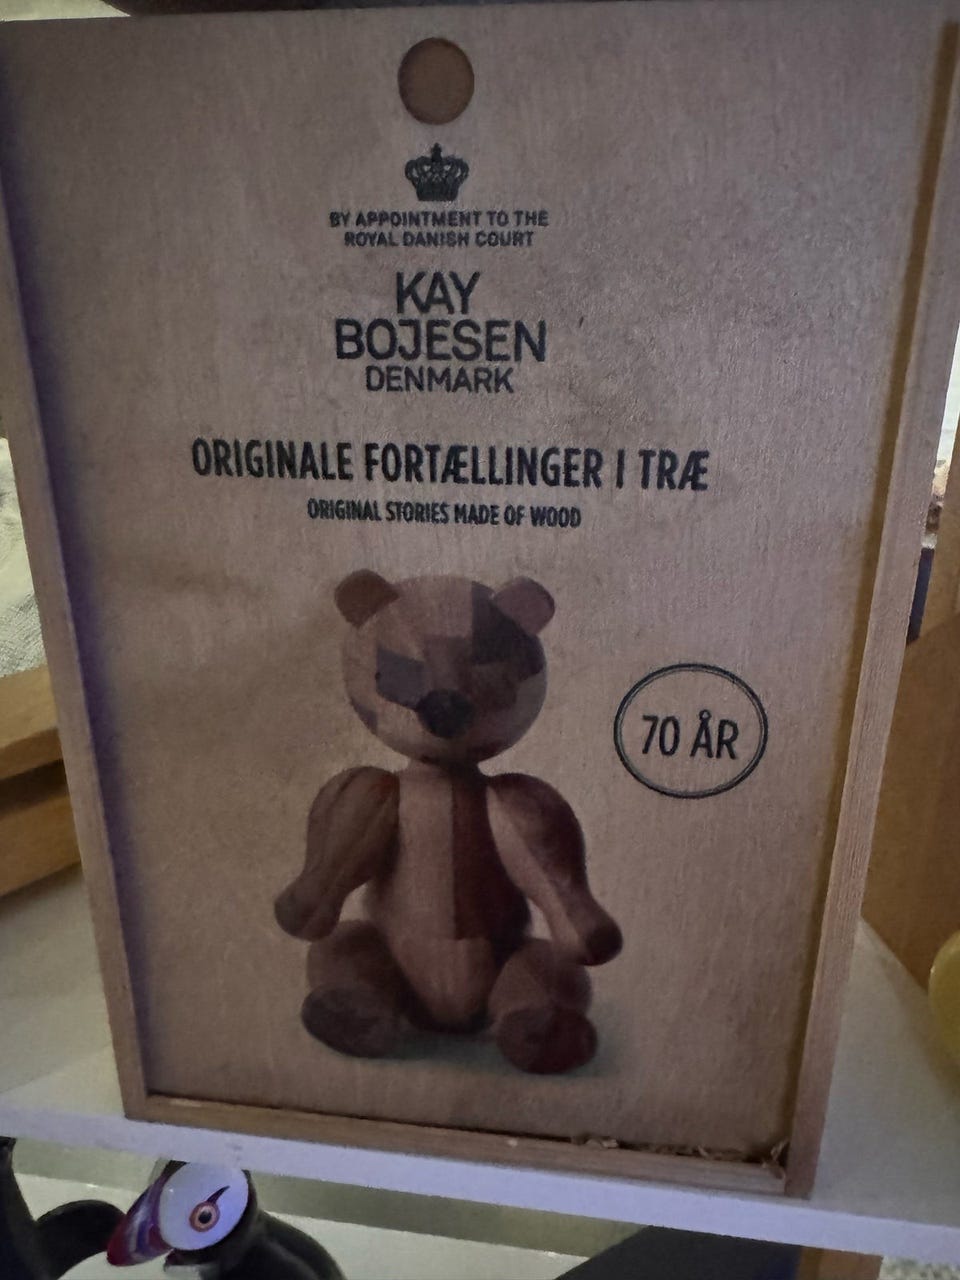 BY APPOINTMENT TO THE
ROYAL DANISH COURT
KAY
BOJESEN
DENMARK
ORIGINALE FORTÆLLINGER I TRÆ
ORIGINAL STORIES MADE OF WOOD
70 ÅR